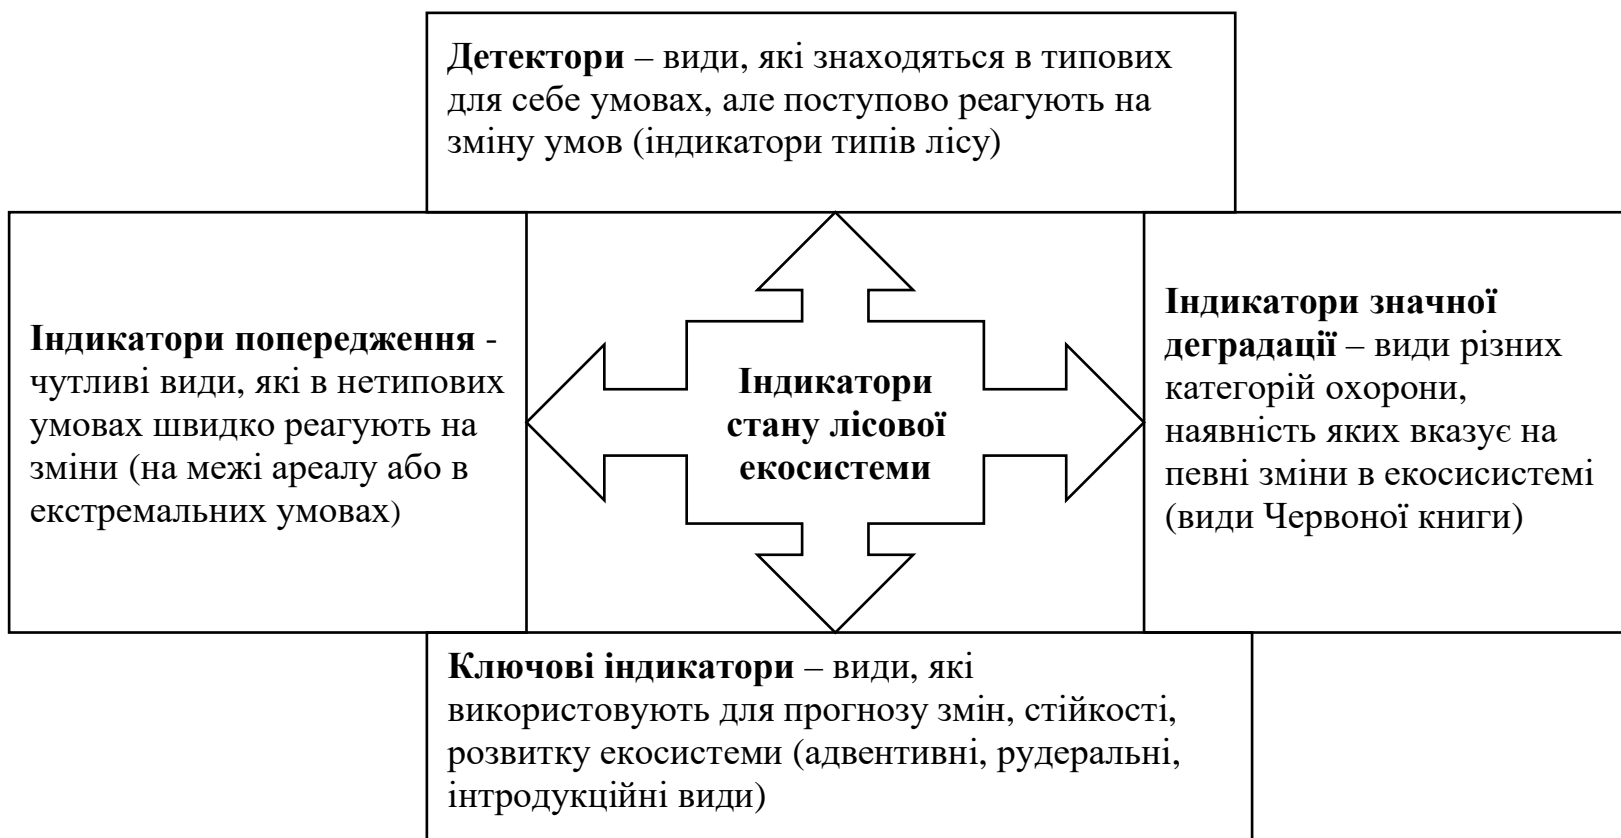 Детектори – види, які знаходяться в типових
для себе умовах, але поступово реагують на
зміну умов (індикатори типів лісу)
Індикатори попередження -
чутливі види, які в нетипових
умовах швидко реагують на
зміни (на межі ареалу або в
екстремальних умовах)
Індикатори
стану лісової
екосистеми
Індикатори значної
деградації – види різних
категорій охорони,
наявність яких вказує на
певні зміни в екосисистемі
(види Червоної книги)
Ключові індикатори – види, які
використовують для прогнозу змін, стійкості,
розвитку екосистеми (адвентивні, рудеральні,
інтродукційні види)